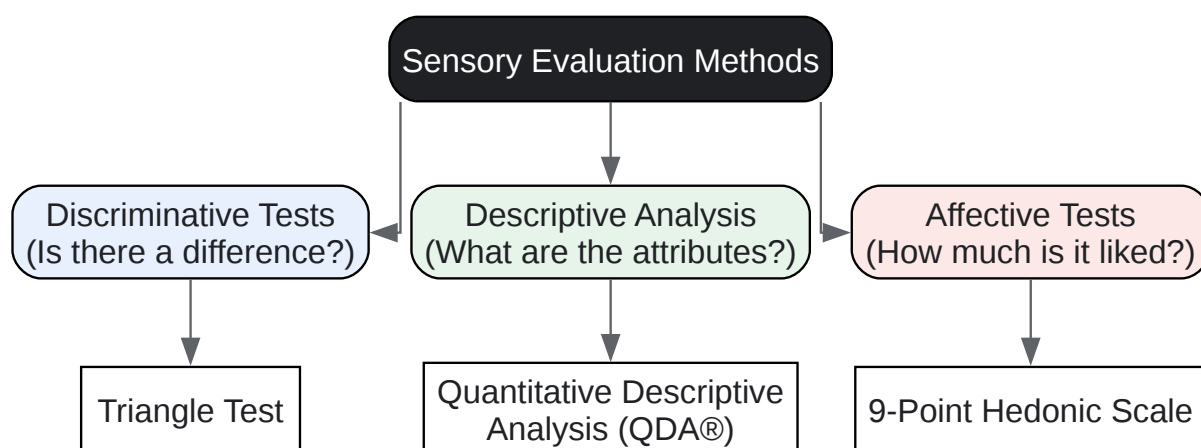 Sensory Evaluation Methods
Discriminative Tests
(Is there a difference?)
Descriptive Analysis
(What are the attributes?)
Affective Tests
(How much is it liked?)
Triangle Test
Quantitative Descriptive
Analysis (QDA®)
9-Point Hedonic Scale